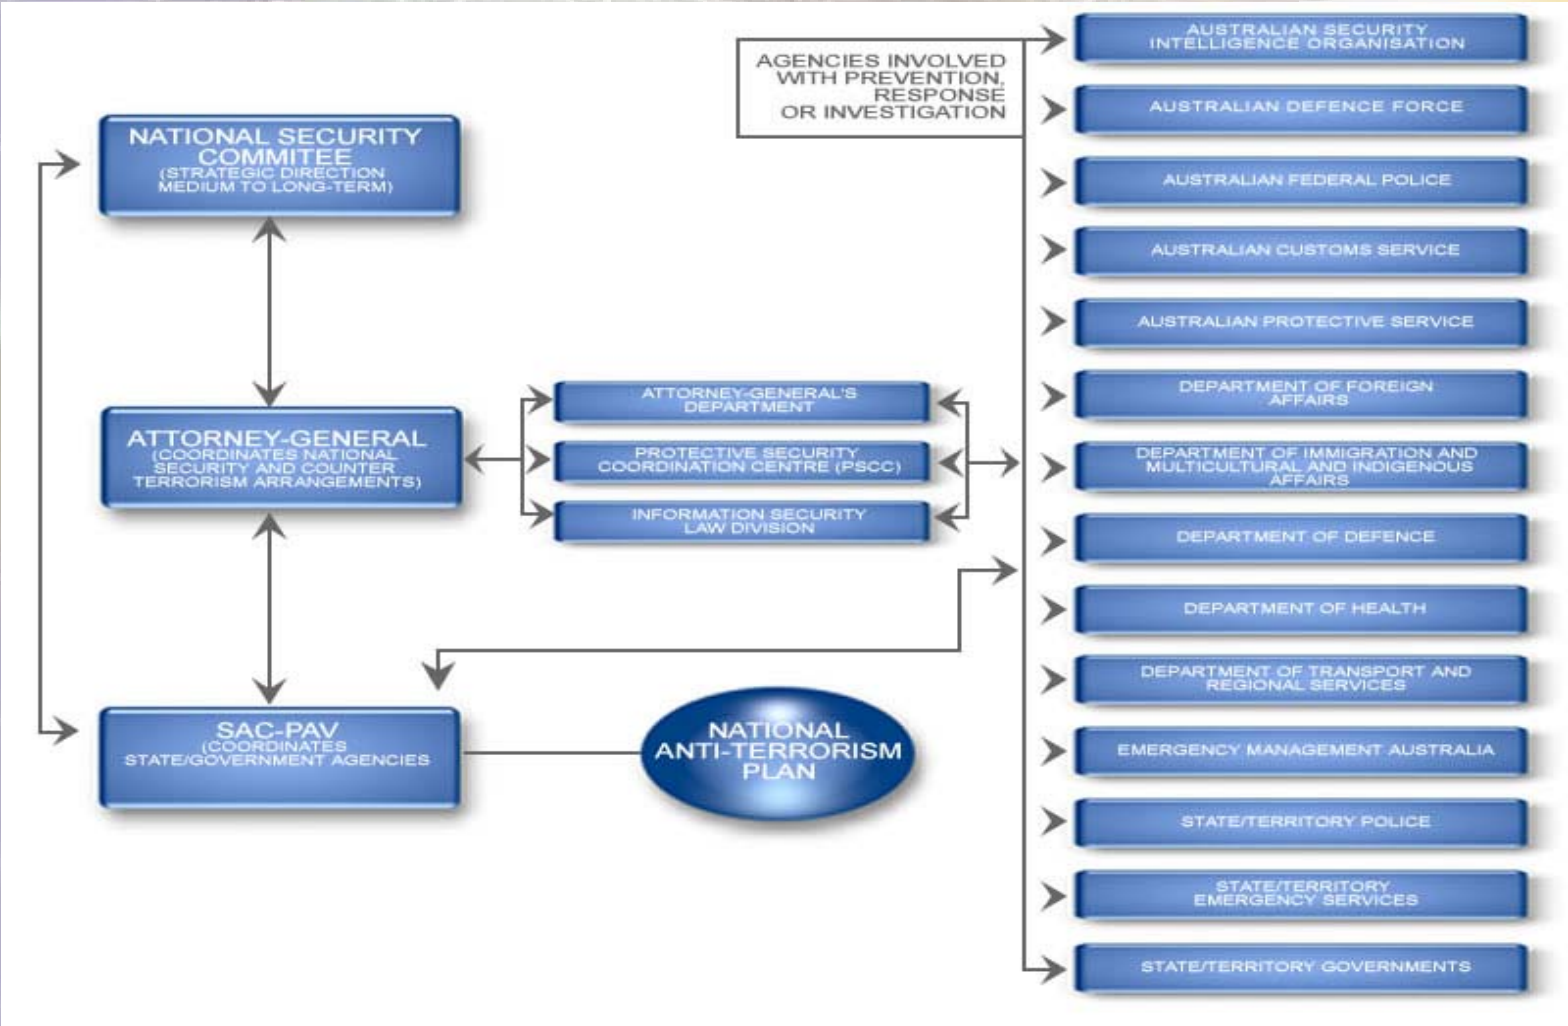 NATIONAL SECURITY
COMMITEE
(STRATEGIC DIRECTION
MEDIUM TO LONG-TERM)
ATTORNEY-GENERAL
(COORDINATES NATIONAL
SECURITY AND COUNTER
TERRORISM ARRANGEMENTS)
SAC-PAV
(COORDINATES
STATE/GOVERNMENT AGENCIES
ATTORNEY-GENERAL'S
DEPARTMENT
PROTECTIVE SECURITY
COORDINATION CENTRE (PSCC)
INFORMATION SECURITY
LAW DIVISION
NATIONAL
ANTI-TERRORISM
PLAN
AGENCIES INVOLVED
WITH PREVENTION,
RESPONSE
OR INVESTIGATION
AUSTRALIAN SECURITY
INTELLIGENCE ORGANISATION
AUSTRALIAN DEFENCE FORCE
AUSTRALIAN FEDERAL POLICE
AUSTRALIAN CUSTOMS SERVICE
AUSTRALIAN PROTECTIVE SERVICE
DEPARTMENT OF FOREIGN
AFFAIRS
DEPARTMENT OF IMMIGRATION AND
MULTICULTURAL AND INDIGENOUS
AFFAIRS
DEPARTMENT OF DEFENCE
DEPARTMENT OF HEALTH
DEPARTMENT OF TRANSPORT AND
REGIONAL SERVICES
EMERGENCY MANAGEMENT AUSTRALIA
STATE/TERRITORY POLICE
STATE/TERRITORY
EMERGENCY SERVICES
STATE/TERRITORY GOVERNMENTS